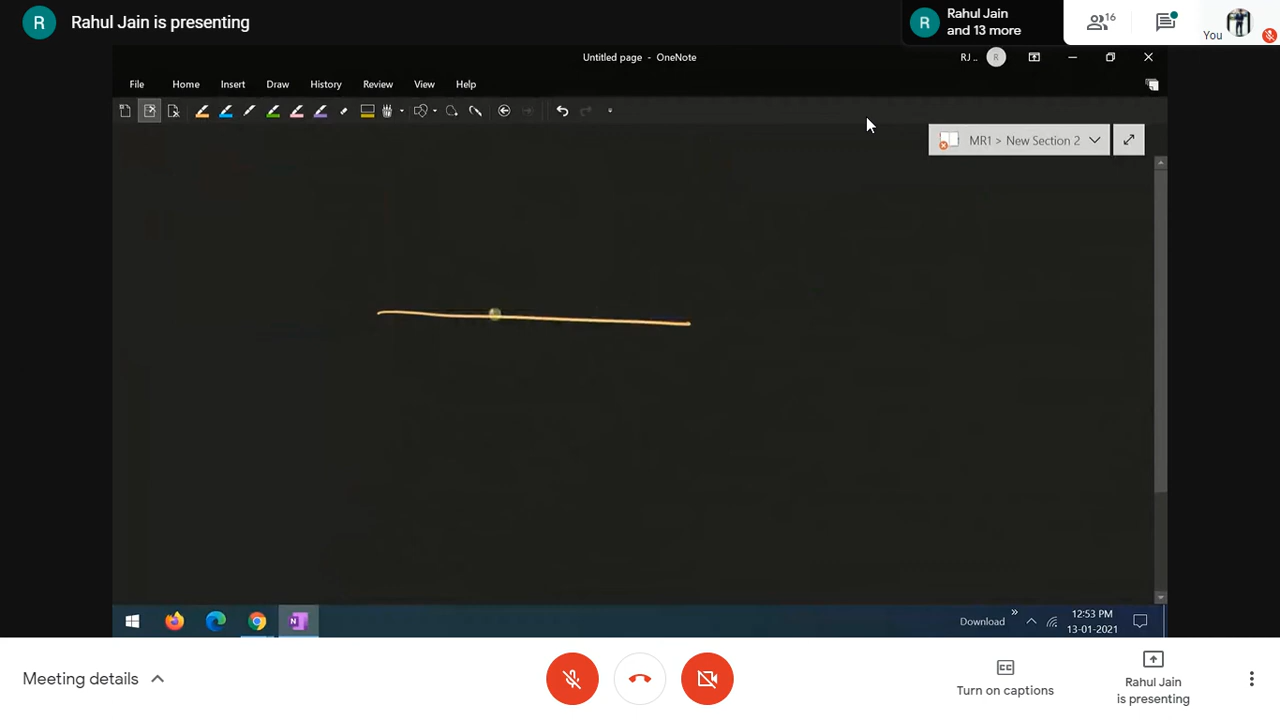 R Rahul Jain is presenting
R Rahul Jain and 13 more
16
You
Untitled page - OneNote
RJ .. R
File Home Insert Draw History Review View Help
MR1 > New Section 2
Download
12:53 PM
13-01-2021
Meeting details
CC
Turn on captions
Rahul Jain
is presenting